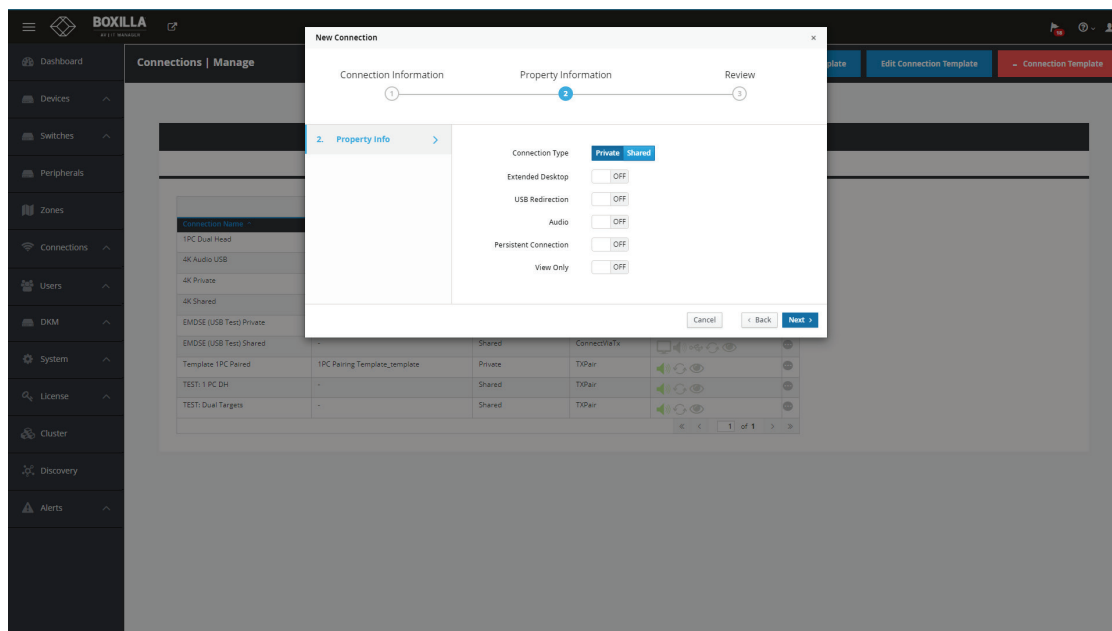 BOXILLA
New Connection
×
18
Dashboard
Connections | Manage
plate
Edit Connection Template
- Connection Template
Connection Information
Property Information
Review
1
2
3
Devices
Switches
Peripherals
Zones
Connections
Users
DKM
System
License
Cluster
Discovery
Alerts
2. Property Info
Connection Type
Private Shared
Extended Desktop
OFF
USB Redirection
OFF
Audio
OFF
Persistent Connection
OFF
View Only
OFF
Cancel
‹ Back
Next ›
Connection Name
1PC Dual Head
4K Audio USB
4K Private
4K Shared
EMDSE (USB Test) Private
EMDSE (USB Test) Shared - Shared ConnectViaTx
Template 1PC Paired 1PC Pairing Template_template Private TXPair
TEST: 1 PC DH - Shared TXPair
TEST: Dual Targets - Shared TXPair
« ‹ 1 of 1 › »